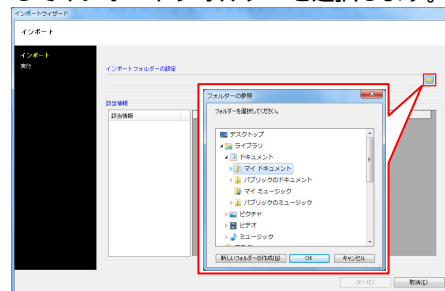 インポートウィザード
インポート
インポート
実行
インポートフォルダーの設定
該当情報
該当情報
フォルダーの参照
フォルダーを選択してください。
デスクトップ
ライブラリ
ドキュメント
マイ ドキュメント
パブリックのドキュメント
マイ ミュージック
パブリックのミュージック
ピクチャ
ビデオ
ミュージック
新しいフォルダーの作成(N)
OK
キャンセル
次へ(N)
取消(C)